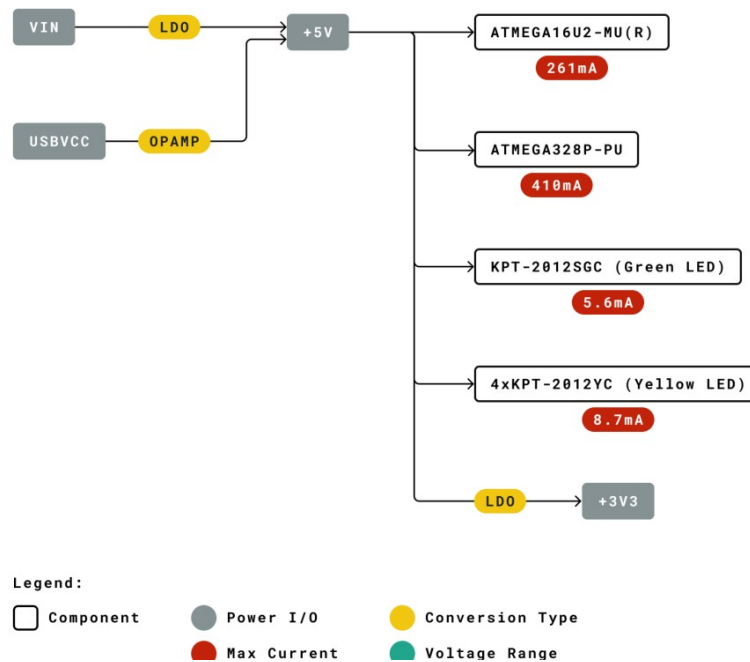 VIN
LDO
+5V
ATMEGA16U2-MU(R)
261mA
USBVCC
OPAMP
ATMEGA328P-PU
410mA
KPT-2012SGC (Green LED)
5.6mA
4xKPT-2012YC (Yellow LED)
8.7mA
LDO
+3V3
Legend:
Component
Power I/O
Conversion Type
Max Current
Voltage Range